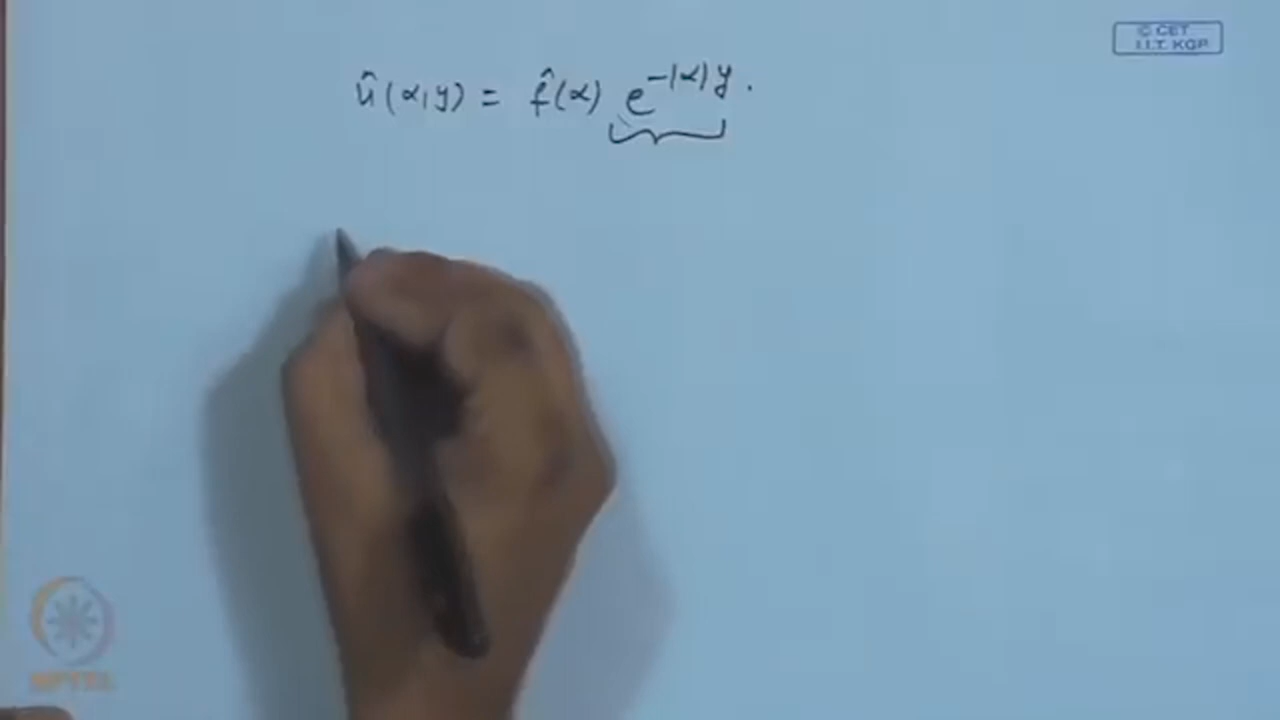 û(α,y) = f̂(α) e^{-|α|y}.
© CET
I.I.T. KGP
NPTEL